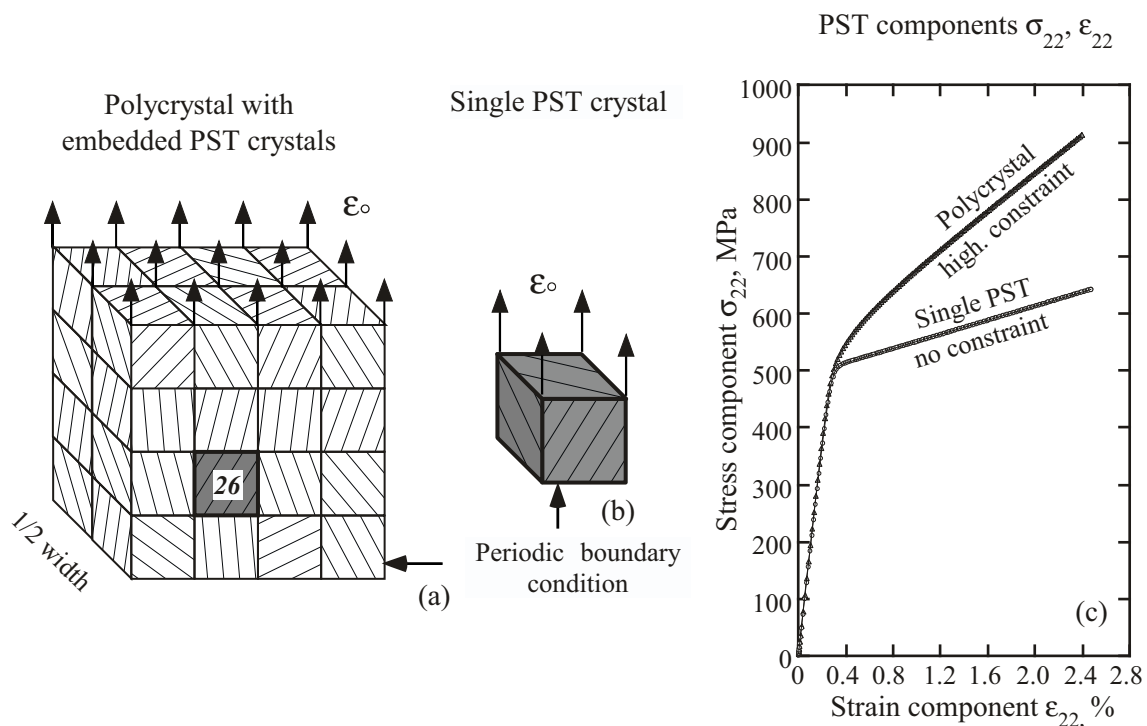 Polycrystal with
embedded PST crystals
ε∘
26
1/2 width
(a)
Single PST crystal
ε∘
(b)
Periodic boundary
condition
PST components σ22, ε22
1000
900
800
700
600
500
400
300
200
100
0
Stress component σ22, MPa
Polycrystal
high. constraint
Single PST
no constraint
(c)
0 0.4 0.8 1.2 1.6 2.0 2.4 2.8
Strain component ε22, %